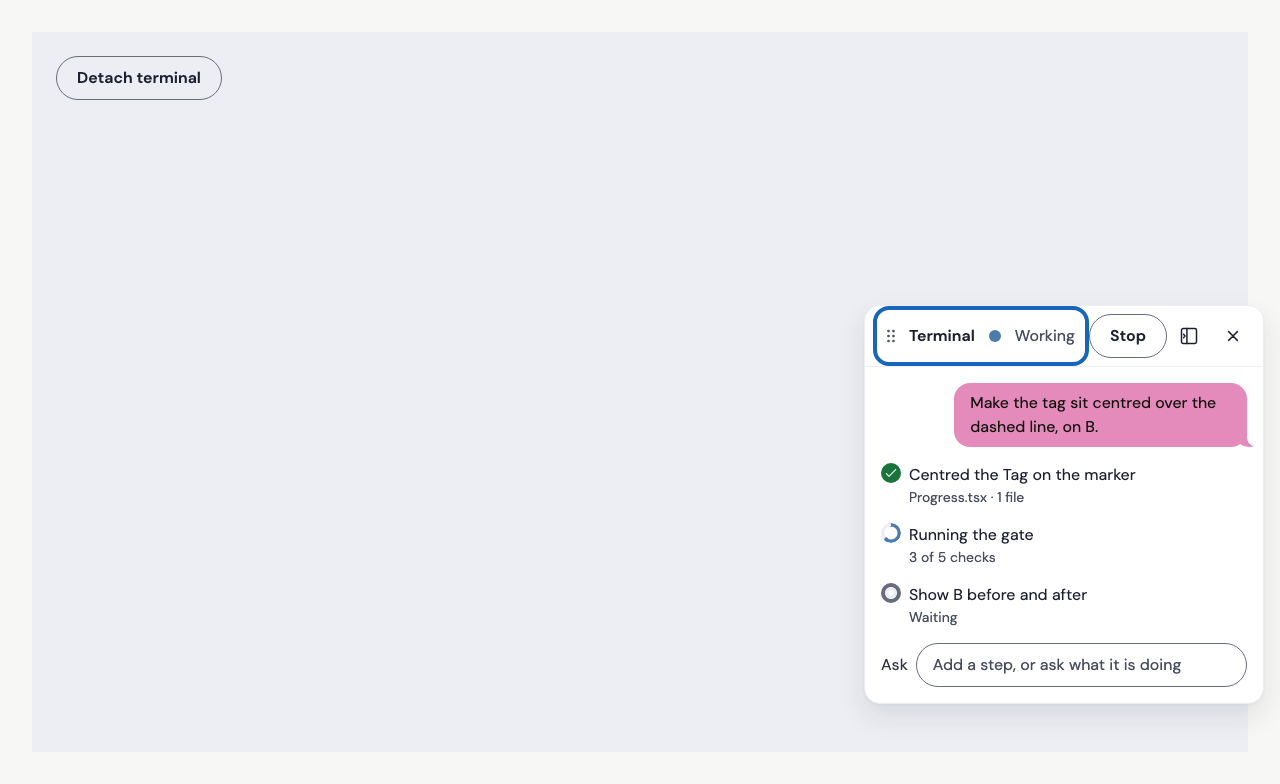 Detach terminal
Terminal Working Stop
Make the tag sit centred over the
dashed line, on B.
Centred the Tag on the marker
Progress.tsx · 1 file
Running the gate
3 of 5 checks
Show B before and after
Waiting
Ask Add a step, or ask what it is doing